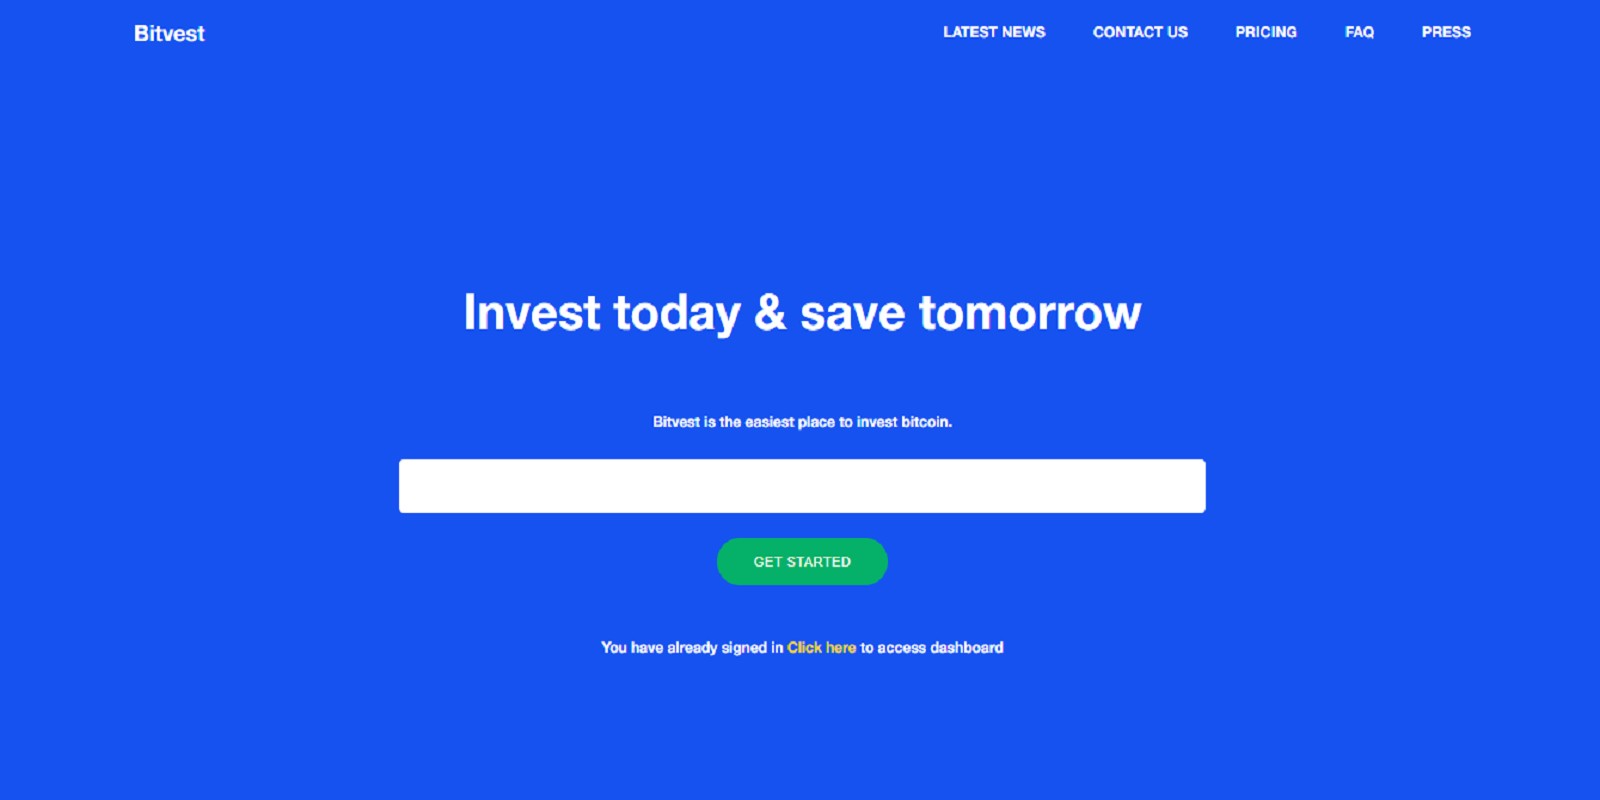 Bitvest
LATEST NEWS CONTACT US PRICING FAQ PRESS
Invest today & save tomorrow
Bitvest is the easiest place to invest bitcoin.
GET STARTED
You have already signed in Click here to access dashboard